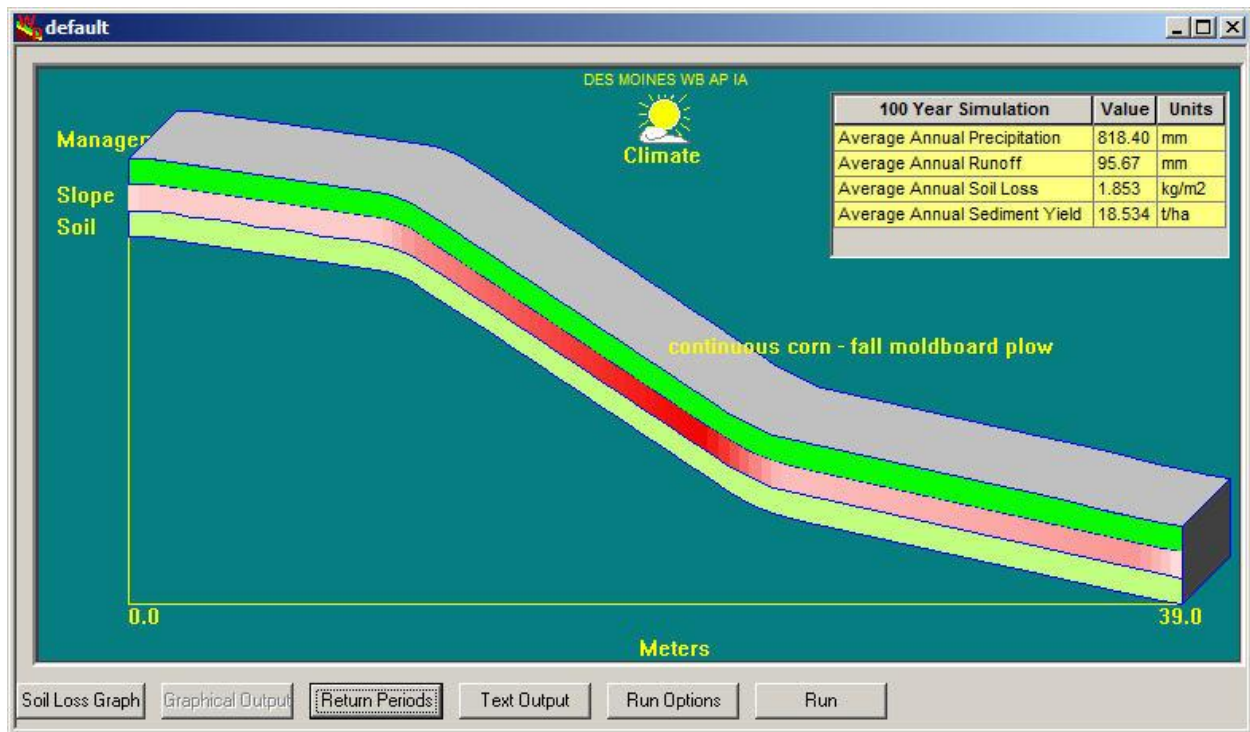 default
DES MOINES WB AP IA
Climate
100 Year Simulation Value Units
Average Annual Precipitation 818.40 mm
Average Annual Runoff 95.67 mm
Average Annual Soil Loss 1.853 kg/m2
Average Annual Sediment Yield 18.534 t/ha
Manager
Slope
Soil
continuous corn - fall moldboard plow
0.0
39.0
Meters
Soil Loss Graph
Graphical Output
Return Periods
Text Output
Run Options
Run